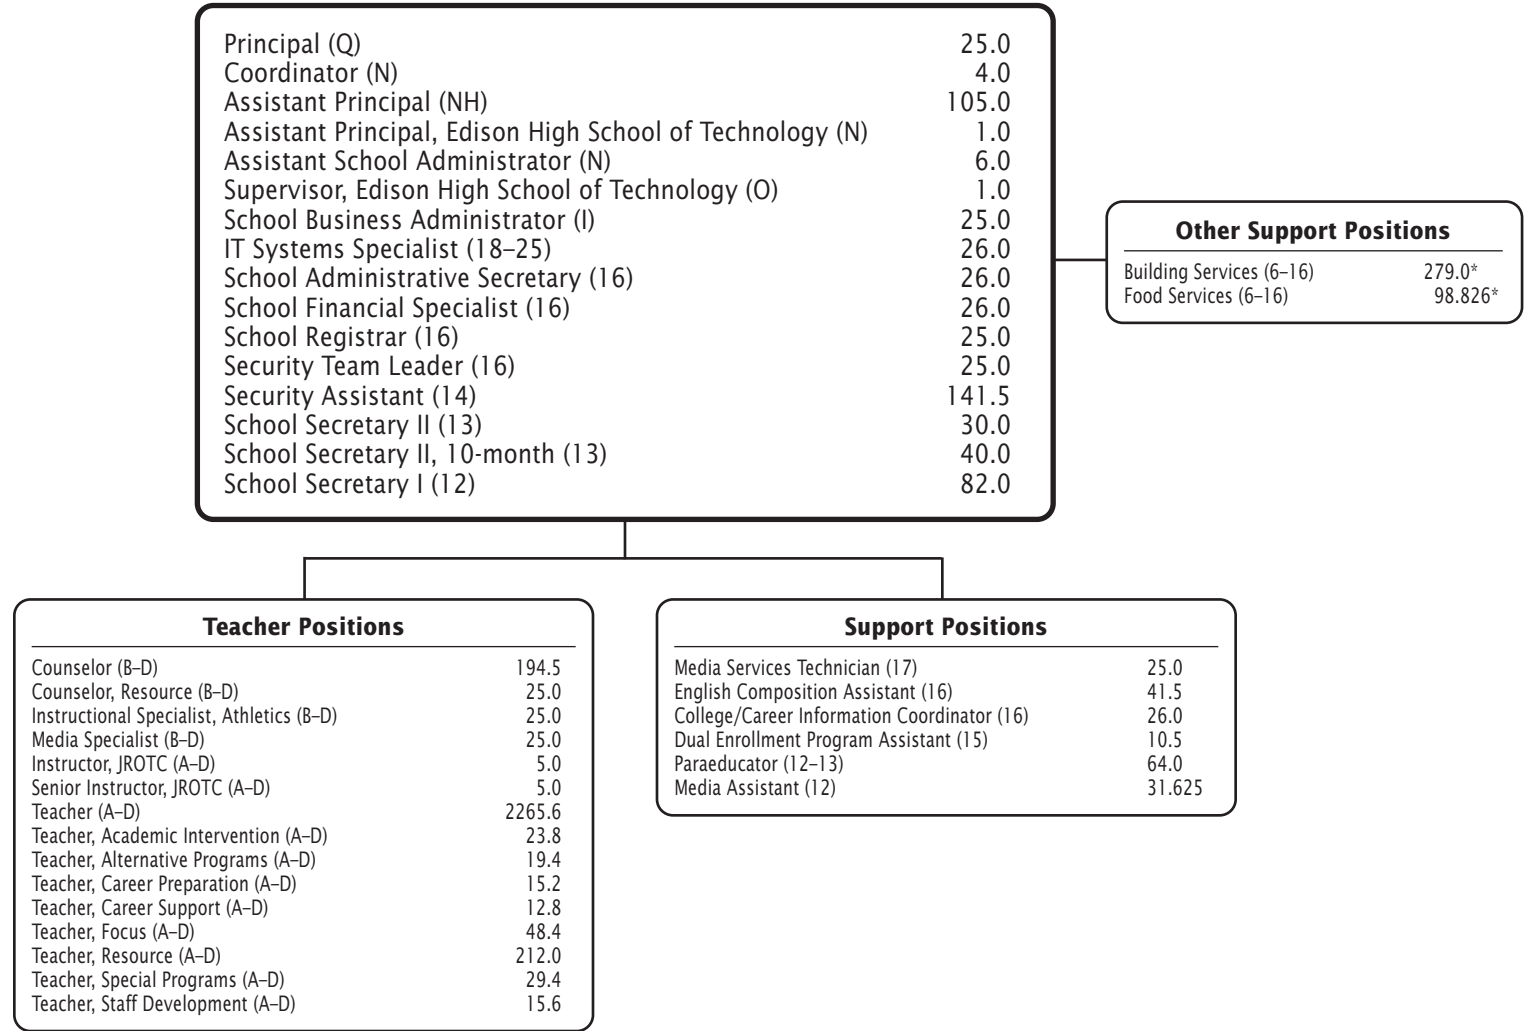 Principal (Q) 25.0
Coordinator (N) 4.0
Assistant Principal (NH) 105.0
Assistant Principal, Edison High School of Technology (N) 1.0
Assistant School Administrator (N) 6.0
Supervisor, Edison High School of Technology (O) 1.0
School Business Administrator (I) 25.0
IT Systems Specialist (18–25) 26.0
School Administrative Secretary (16) 26.0
School Financial Specialist (16) 26.0
School Registrar (16) 25.0
Security Team Leader (16) 25.0
Security Assistant (14) 141.5
School Secretary II (13) 30.0
School Secretary II, 10-month (13) 40.0
School Secretary I (12) 82.0
Other Support Positions
Building Services (6–16) 279.0*
Food Services (6–16) 98.826*
Teacher Positions
Counselor (B–D) 194.5
Counselor, Resource (B–D) 25.0
Instructional Specialist, Athletics (B–D) 25.0
Media Specialist (B–D) 25.0
Instructor, JROTC (A–D) 5.0
Senior Instructor, JROTC (A–D) 5.0
Teacher (A–D) 2265.6
Teacher, Academic Intervention (A–D) 23.8
Teacher, Alternative Programs (A–D) 19.4
Teacher, Career Preparation (A–D) 15.2
Teacher, Career Support (A–D) 12.8
Teacher, Focus (A–D) 48.4
Teacher, Resource (A–D) 212.0
Teacher, Special Programs (A–D) 29.4
Teacher, Staff Development (A–D) 15.6
Support Positions
Media Services Technician (17) 25.0
English Composition Assistant (16) 41.5
College/Career Information Coordinator (16) 26.0
Dual Enrollment Program Assistant (15) 10.5
Paraeducator (12–13) 64.0
Media Assistant (12) 31.625